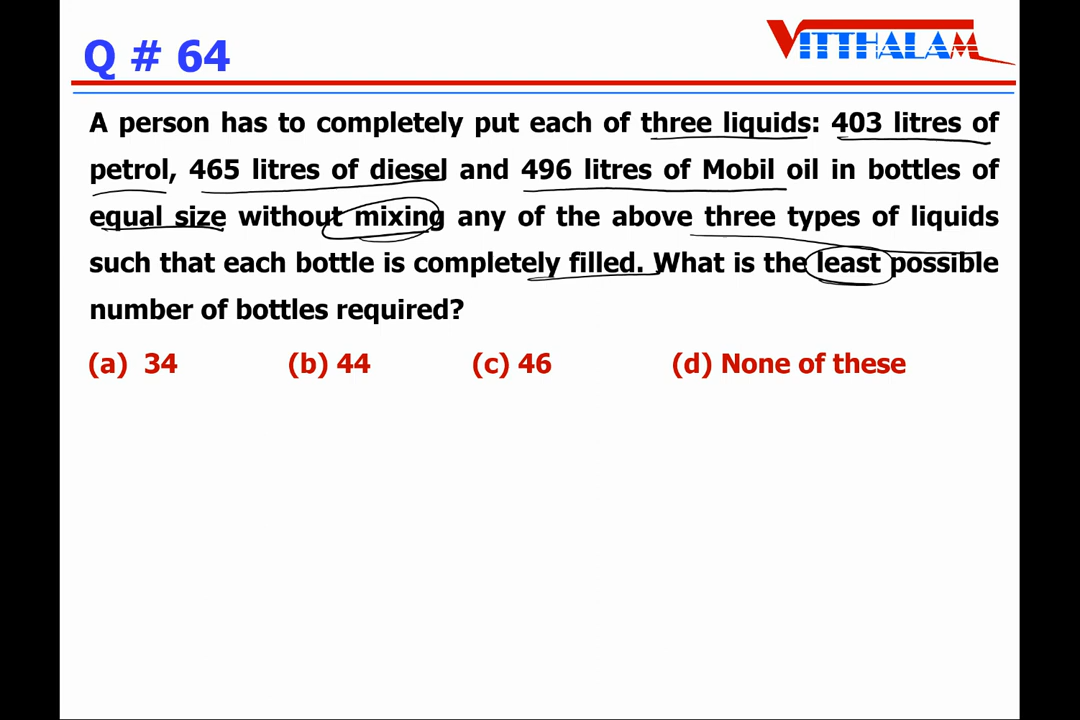 Q # 64
VITTHALAM
A person has to completely put each of three liquids: 403 litres of
petrol, 465 litres of diesel and 496 litres of Mobil oil in bottles of
equal size without mixing any of the above three types of liquids
such that each bottle is completely filled. What is the least possible
number of bottles required?
(a) 34 (b) 44 (c) 46 (d) None of these